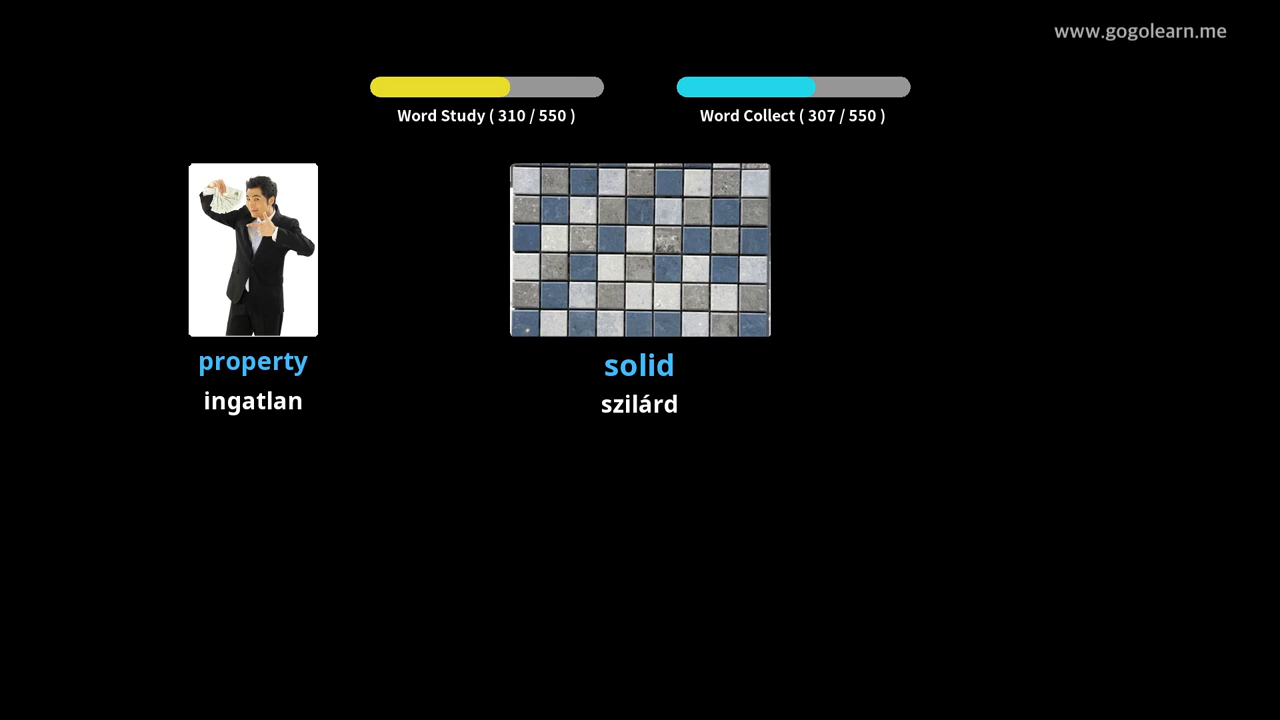 www.gogolearn.me
Word Study ( 310 / 550 )
Word Collect ( 307 / 550 )
property
ingatlan
solid
szilárd